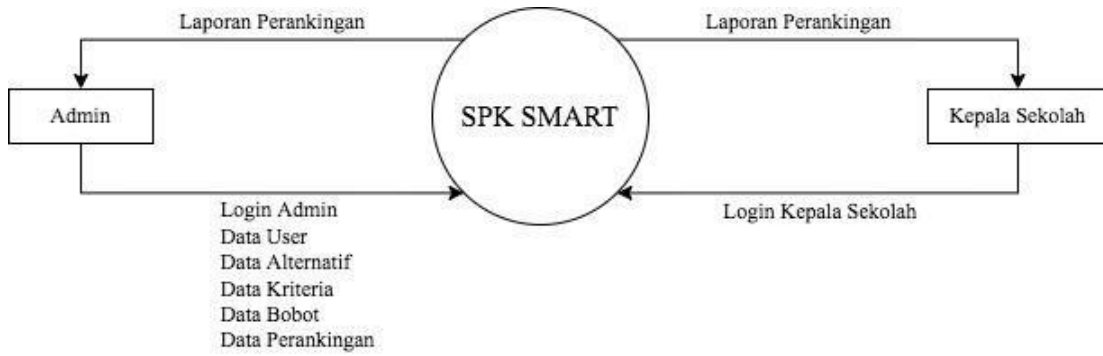 Laporan Perankingan
Laporan Perankingan
Admin
SPK SMART
Kepala Sekolah
Login Admin
Login Kepala Sekolah
Data User
Data Alternatif
Data Kriteria
Data Bobot
Data Perankingan